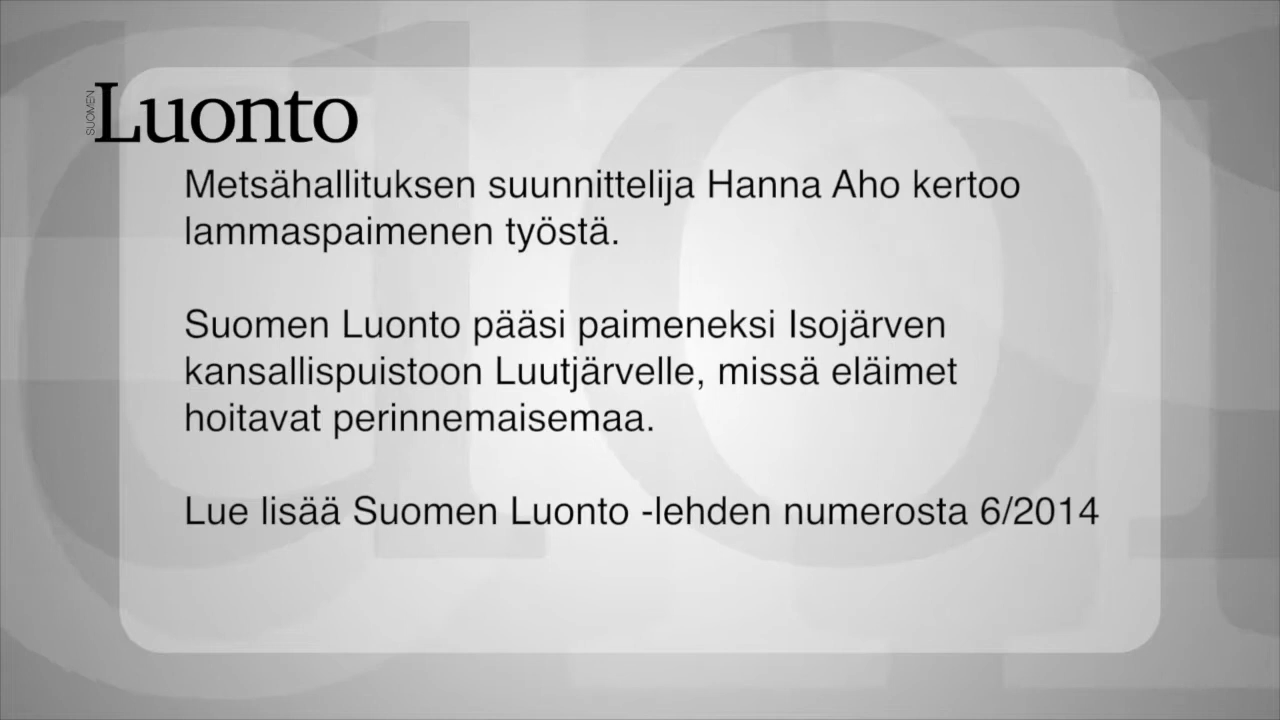 SUOMEN
Luonto
Metsähallituksen suunnittelija Hanna Aho kertoo
lammaspaimenen työstä.
Suomen Luonto pääsi paimeneksi Isojärven
kansallispuistoon Luutjärvelle, missä eläimet
hoitavat perinnemaisemaa.
Lue lisää Suomen Luonto -lehden numerosta 6/2014